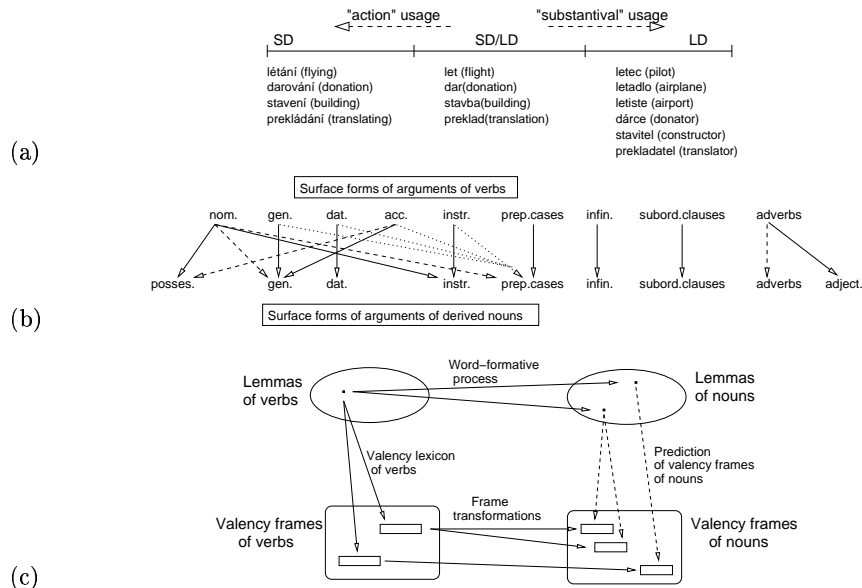 "action" usage "substantival" usage
SD SD/LD LD
létání (flying) let (flight) letec (pilot)
darování (donation) dar(donation) letadlo (airplane)
stavení (building) stavba(building) letiste (airport)
prekládání (translating) preklad(translation) dárce (donator)
stavitel (constructor)
prekladatel (translator)
(a)
Surface forms of arguments of verbs
nom. gen. dat. acc. instr. prep.cases infin. subord.clauses adverbs
posses. gen. dat. instr. prep.cases infin. subord.clauses adverbs adject.
(b)
Surface forms of arguments of derived nouns
Word−formative
process
Lemmas
of verbs
Lemmas
of nouns
Valency lexicon
of verbs
Prediction
of valency frames
of nouns
Frame
transformations
Valency frames
of verbs
Valency frames
of nouns
(c)